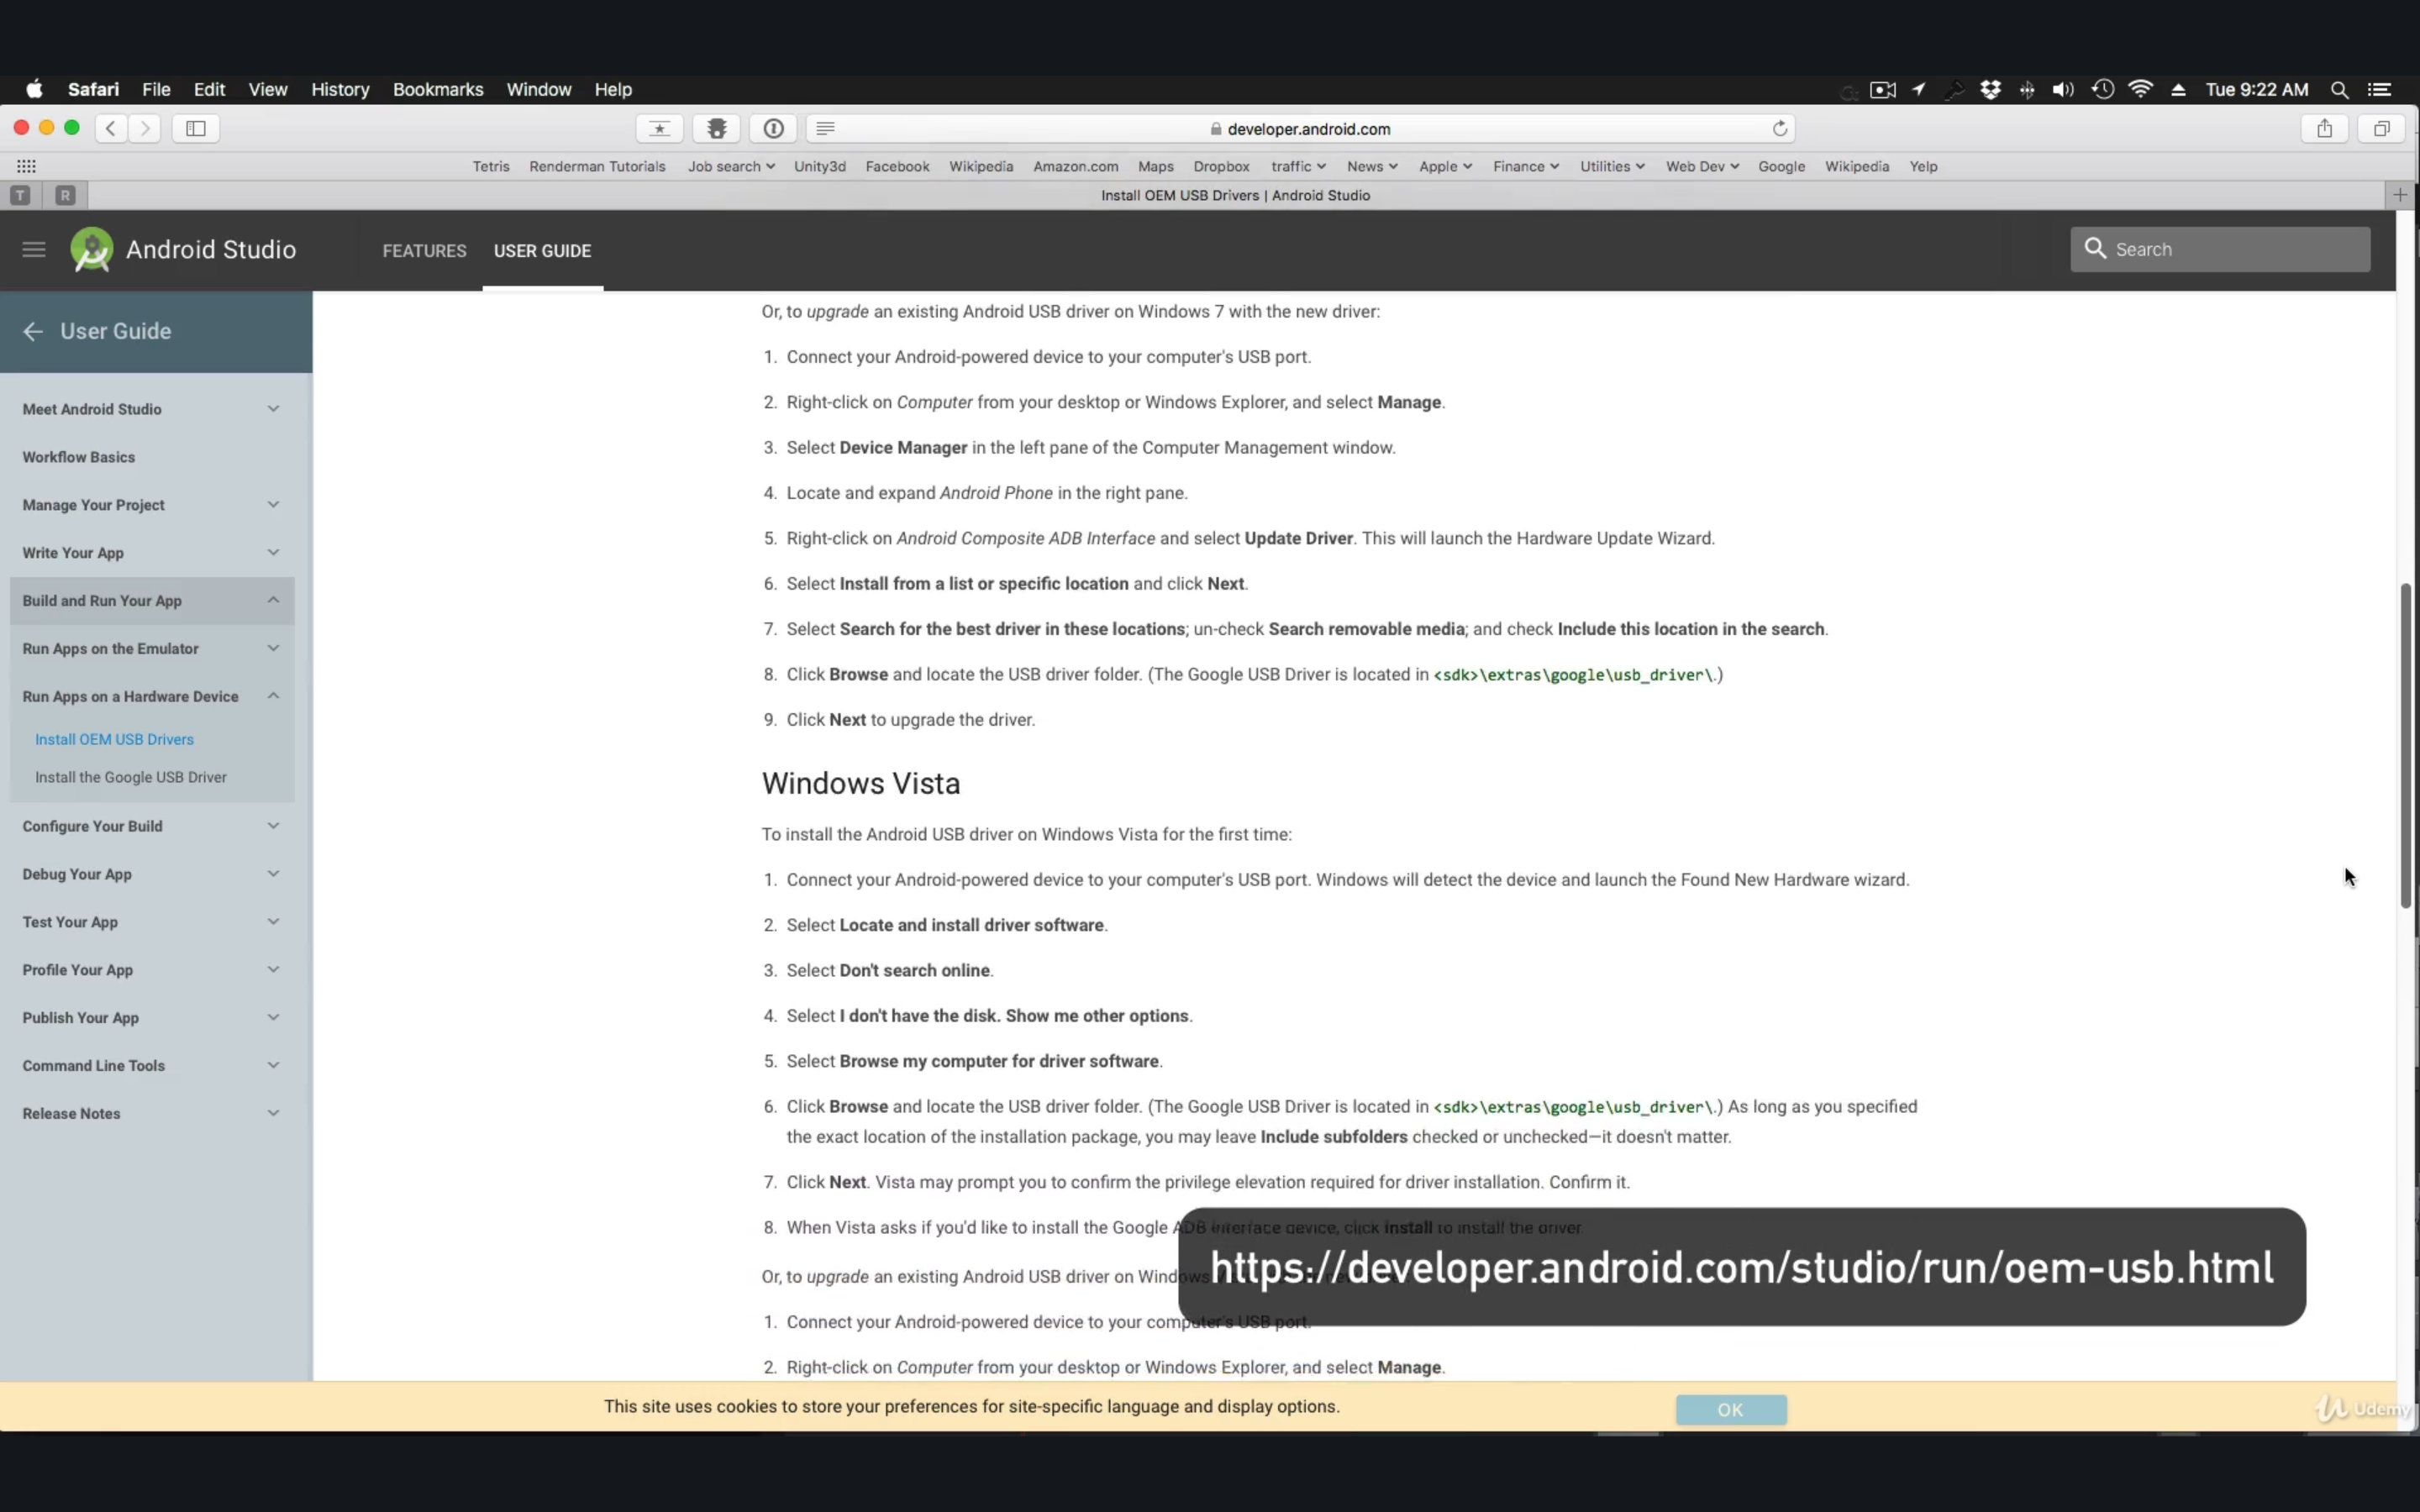 Safari File Edit View History Bookmarks Window Help Tue 9:22 AM
developer.android.com
Tetris Renderman Tutorials Job search Unity3d Facebook Wikipedia Amazon.com Maps Dropbox traffic News Apple Finance Utilities Web Dev Google Wikipedia Yelp
T R Install OEM USB Drivers | Android Studio
Android Studio FEATURES USER GUIDE Search
User Guide
Meet Android Studio
Workflow Basics
Manage Your Project
Write Your App
Build and Run Your App
Run Apps on the Emulator
Run Apps on a Hardware Device
Install OEM USB Drivers
Install the Google USB Driver
Configure Your Build
Debug Your App
Test Your App
Profile Your App
Publish Your App
Command Line Tools
Release Notes
Or, to upgrade an existing Android USB driver on Windows 7 with the new driver:
1. Connect your Android-powered device to your computer's USB port.
2. Right-click on Computer from your desktop or Windows Explorer, and select Manage.
3. Select Device Manager in the left pane of the Computer Management window.
4. Locate and expand Android Phone in the right pane.
5. Right-click on Android Composite ADB Interface and select Update Driver. This will launch the Hardware Update Wizard.
6. Select Install from a list or specific location and click Next.
7. Select Search for the best driver in these locations; un-check Search removable media; and check Include this location in the search.
8. Click Browse and locate the USB driver folder. (The Google USB Driver is located in <sdk>\extras\google\usb_driver\.)
9. Click Next to upgrade the driver.
Windows Vista
To install the Android USB driver on Windows Vista for the first time:
1. Connect your Android-powered device to your computer's USB port. Windows will detect the device and launch the Found New Hardware wizard.
2. Select Locate and install driver software.
3. Select Don't search online.
4. Select I don't have the disk. Show me other options.
5. Select Browse my computer for driver software.
6. Click Browse and locate the USB driver folder. (The Google USB Driver is located in <sdk>\extras\google\usb_driver\.) As long as you specified
the exact location of the installation package, you may leave Include subfolders checked or unchecked—it doesn't matter.
7. Click Next. Vista may prompt you to confirm the privilege elevation required for driver installation. Confirm it.
8. When Vista asks if you'd like to install the Google ADB Interface device, click Install to install the driver.
Or, to upgrade an existing Android USB driver on Windows
1. Connect your Android-powered device to your computer's USB port.
2. Right-click on Computer from your desktop or Windows Explorer, and select Manage.
https://developer.android.com/studio/run/oem-usb.html
This site uses cookies to store your preferences for site-specific language and display options. OK
Udemy